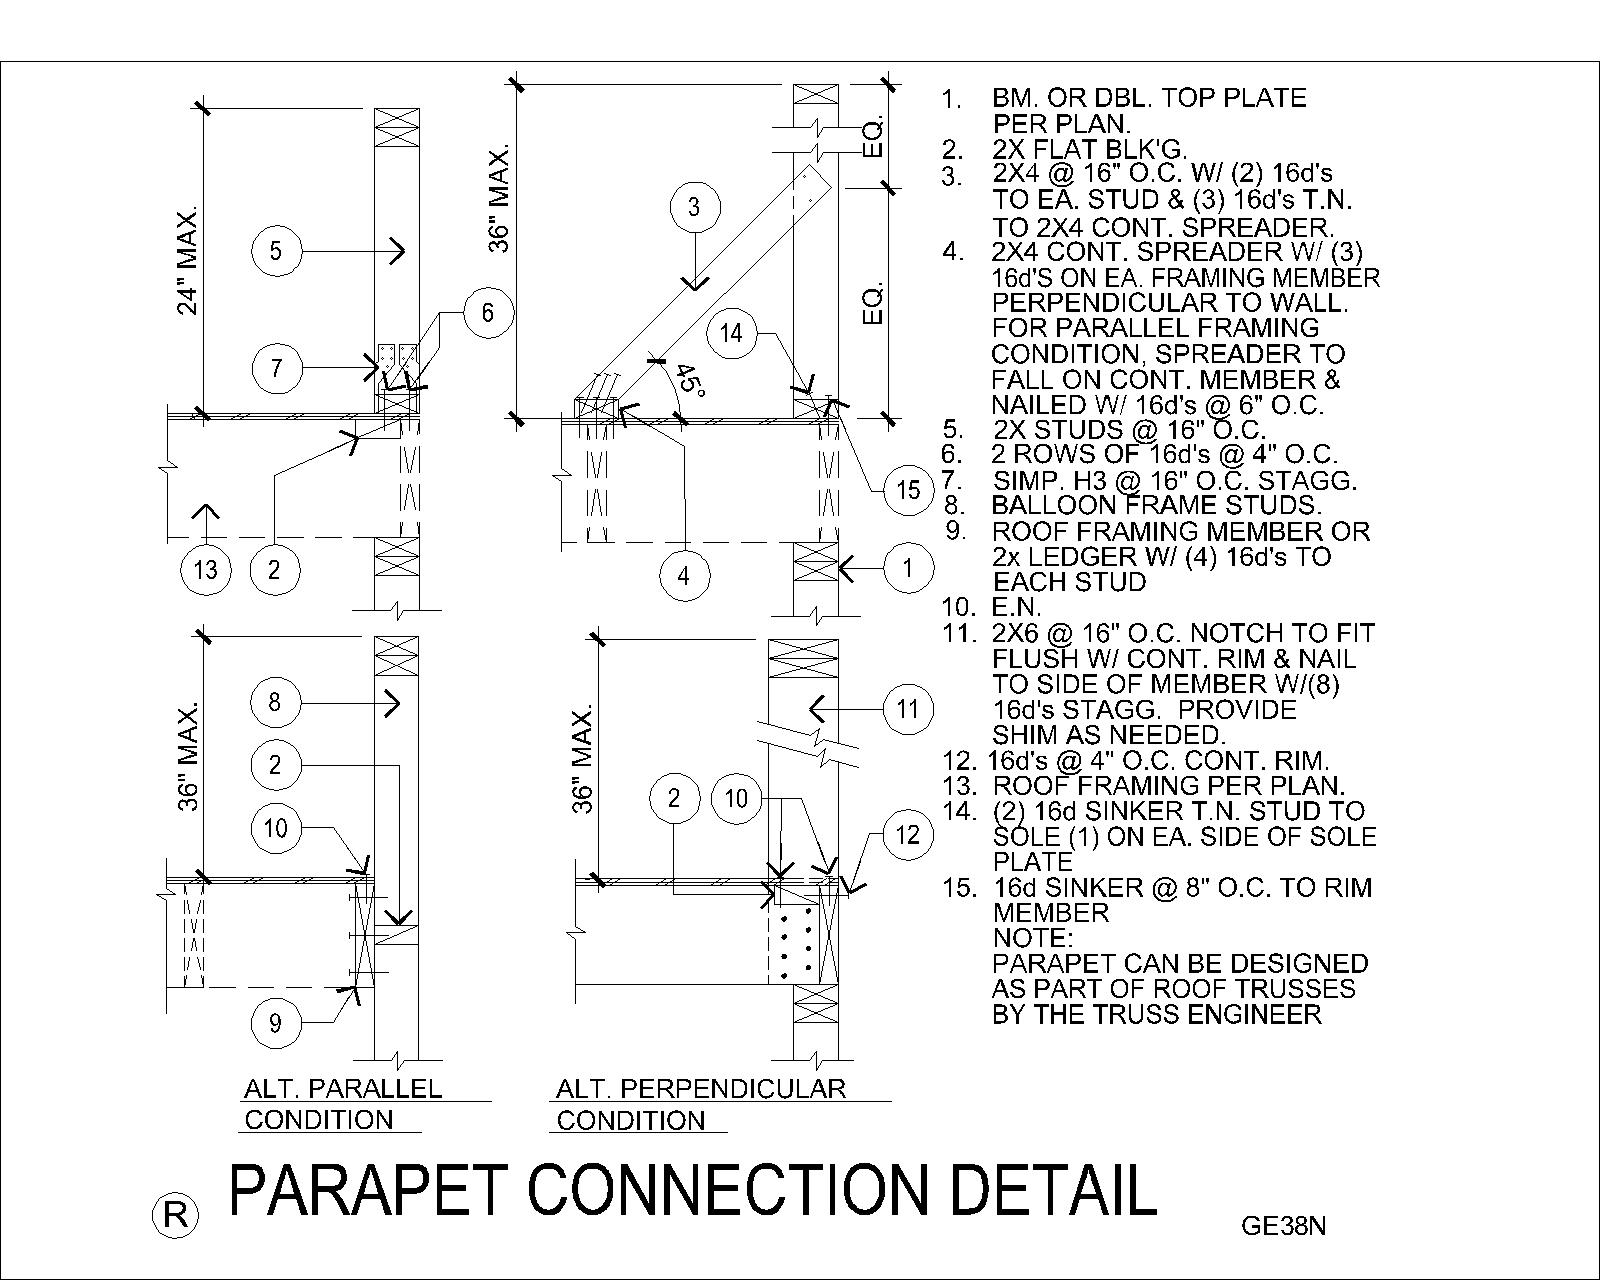 24" MAX.
5
7
6
13
2
36" MAX.
3
14
45°
EQ.
EQ.
15
4
1
36" MAX.
8
2
10
9
36" MAX.
11
2
10
12
ALT. PARALLEL
CONDITION
ALT. PERPENDICULAR
CONDITION
1. BM. OR DBL. TOP PLATE
PER PLAN.
2. 2X FLAT BLK'G.
3. 2X4 @ 16" O.C. W/ (2) 16d's
TO EA. STUD & (3) 16d's T.N.
TO 2X4 CONT. SPREADER.
4. 2X4 CONT. SPREADER W/ (3)
16d'S ON EA. FRAMING MEMBER
PERPENDICULAR TO WALL.
FOR PARALLEL FRAMING
CONDITION, SPREADER TO
FALL ON CONT. MEMBER &
NAILED W/ 16d's @ 6" O.C.
5. 2X STUDS @ 16" O.C.
6. 2 ROWS OF 16d's @ 4" O.C.
7. SIMP. H3 @ 16" O.C. STAGG.
8. BALLOON FRAME STUDS.
9. ROOF FRAMING MEMBER OR
2x LEDGER W/ (4) 16d's TO
EACH STUD
10. E.N.
11. 2X6 @ 16" O.C. NOTCH TO FIT
FLUSH W/ CONT. RIM & NAIL
TO SIDE OF MEMBER W/(8)
16d's STAGG. PROVIDE
SHIM AS NEEDED.
12. 16d's @ 4" O.C. CONT. RIM.
13. ROOF FRAMING PER PLAN.
14. (2) 16d SINKER T.N. STUD TO
SOLE (1) ON EA. SIDE OF SOLE
PLATE
15. 16d SINKER @ 8" O.C. TO RIM
MEMBER
NOTE:
PARAPET CAN BE DESIGNED
AS PART OF ROOF TRUSSES
BY THE TRUSS ENGINEER
R PARAPET CONNECTION DETAIL
GE38N